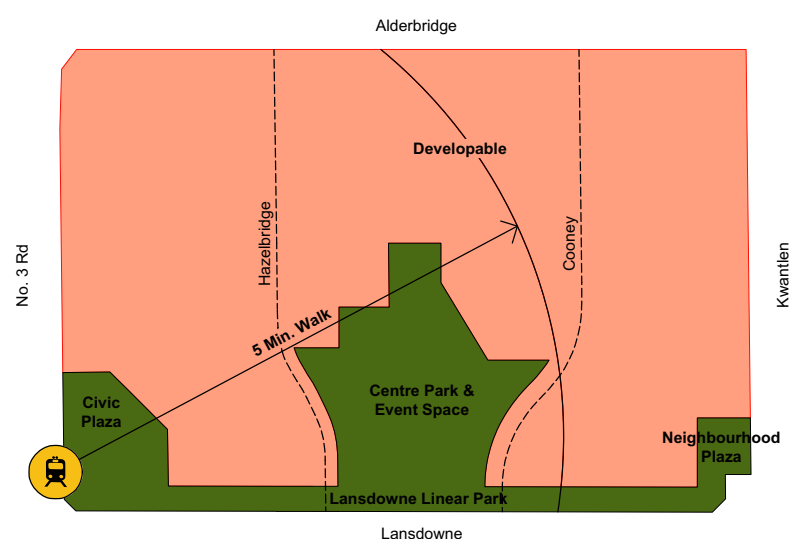 Alderbridge
Developable
Hazelbridge
Cooney
No. 3 Rd
Kwantlen
5 Min. Walk
Centre Park &
Event Space
Civic
Plaza
Neighbourhood
Plaza
Lansdowne Linear Park
Lansdowne